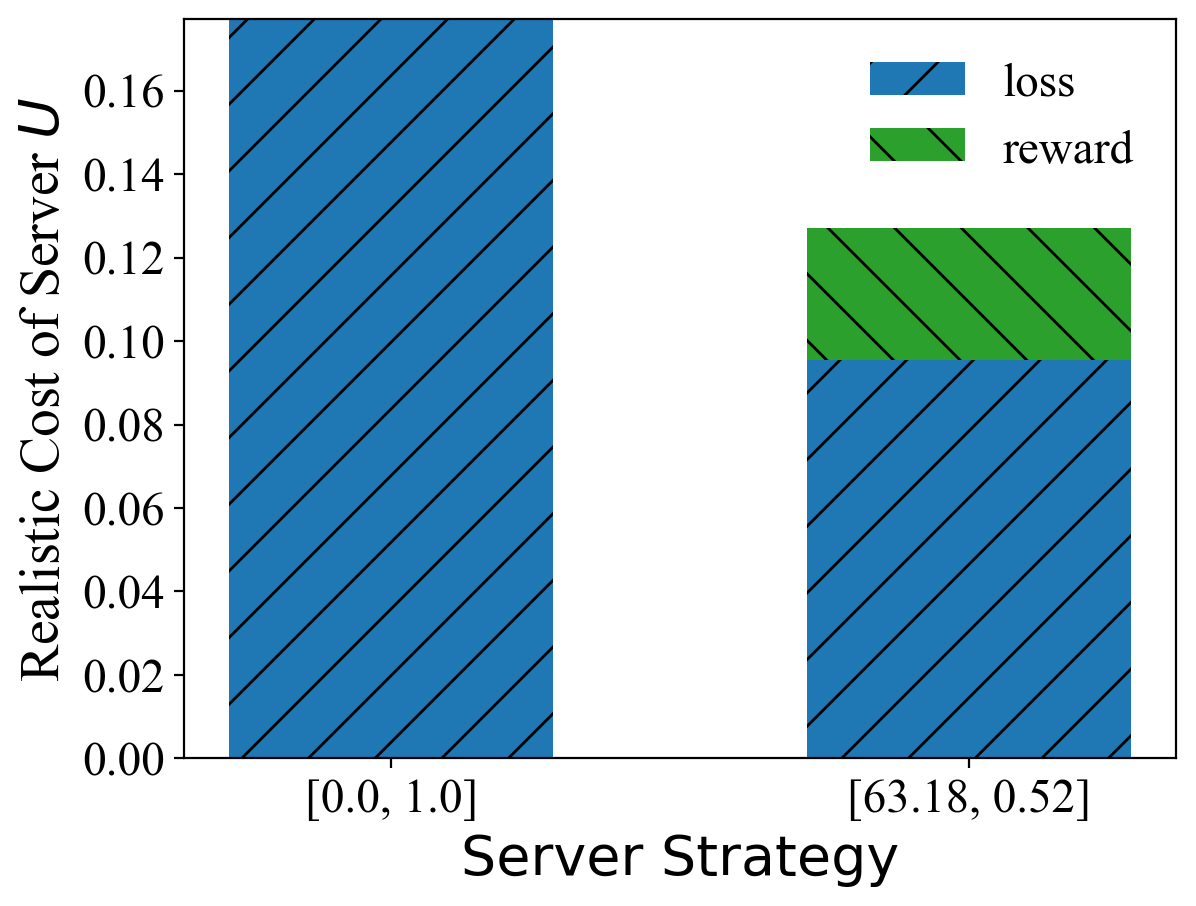 Realistic Cost of Server U
0.16
0.14
0.12
0.10
0.08
0.06
0.04
0.02
0.00
loss
reward
[0.0, 1.0]
[63.18, 0.52]
Server Strategy